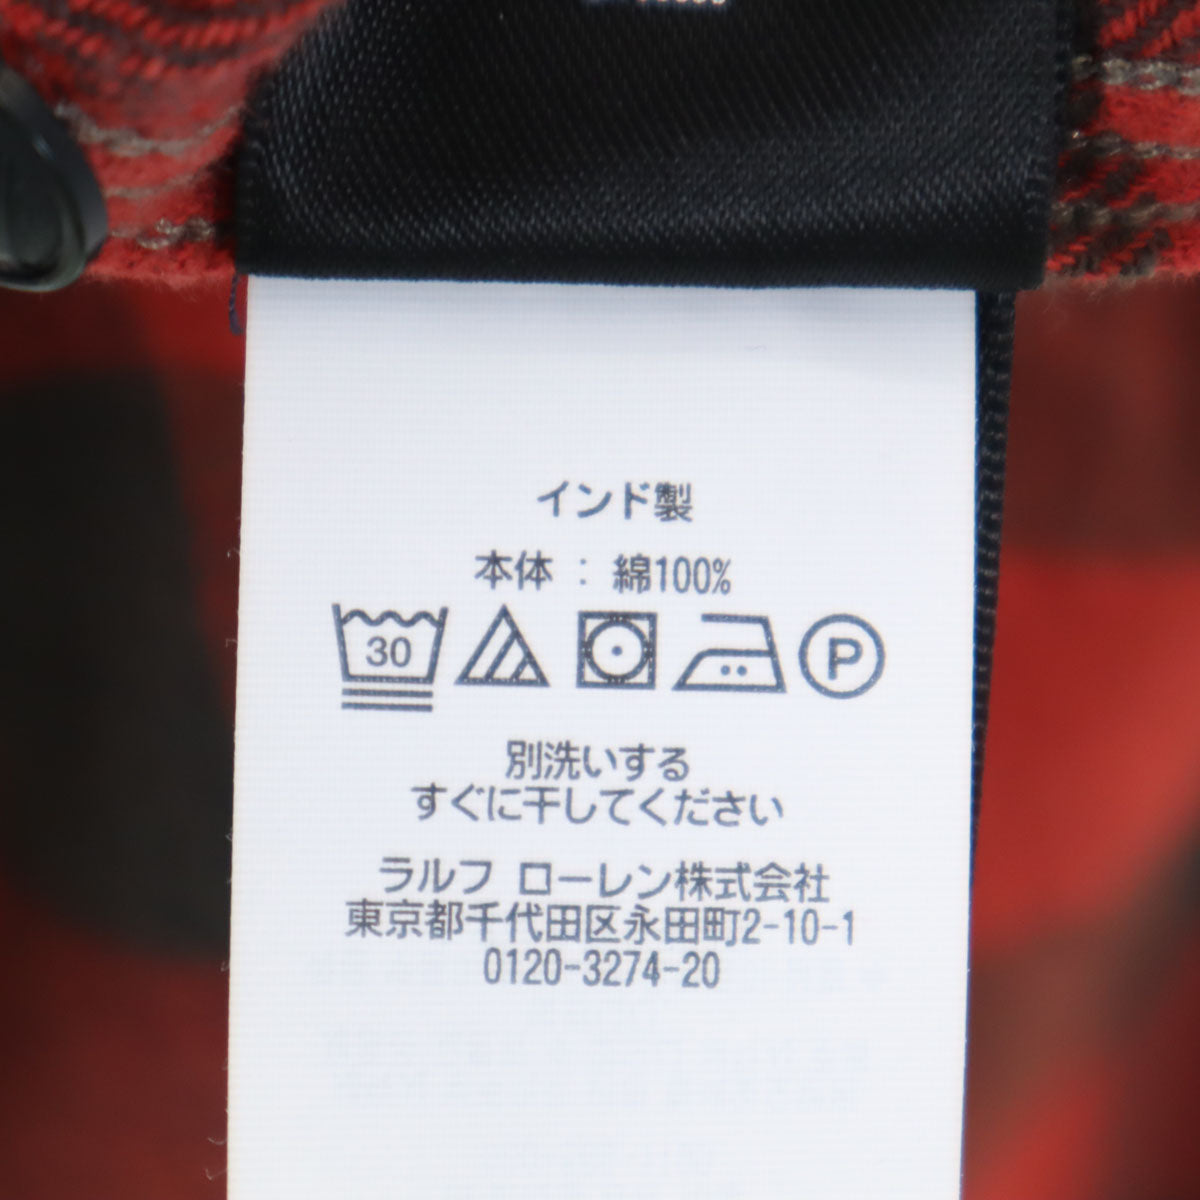 インド製
本体 : 綿100%
30
P
別洗いする
すぐに干してください
ラルフ ローレン株式会社
東京都千代田区永田町2-10-1
0120-3274-20